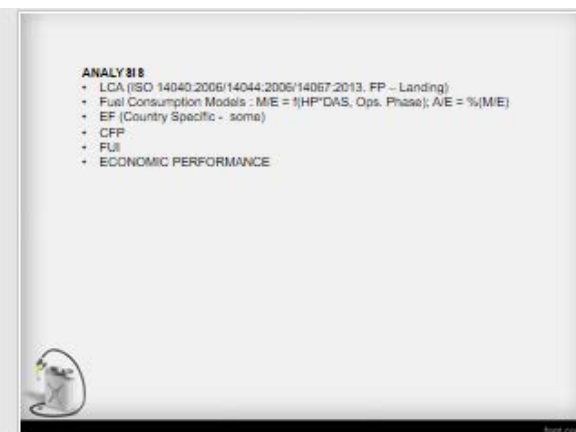 ANALYSIS
• LCA (ISO 14040:2006/14044:2006/14067:2013, FP – Landing)
• Fuel Consumption Models : M/E = f(HP*DAS, Ops. Phase); A/E = %(M/E)
• EF (Country Specific - some)
• CFP
• FUI
• ECONOMIC PERFORMANCE